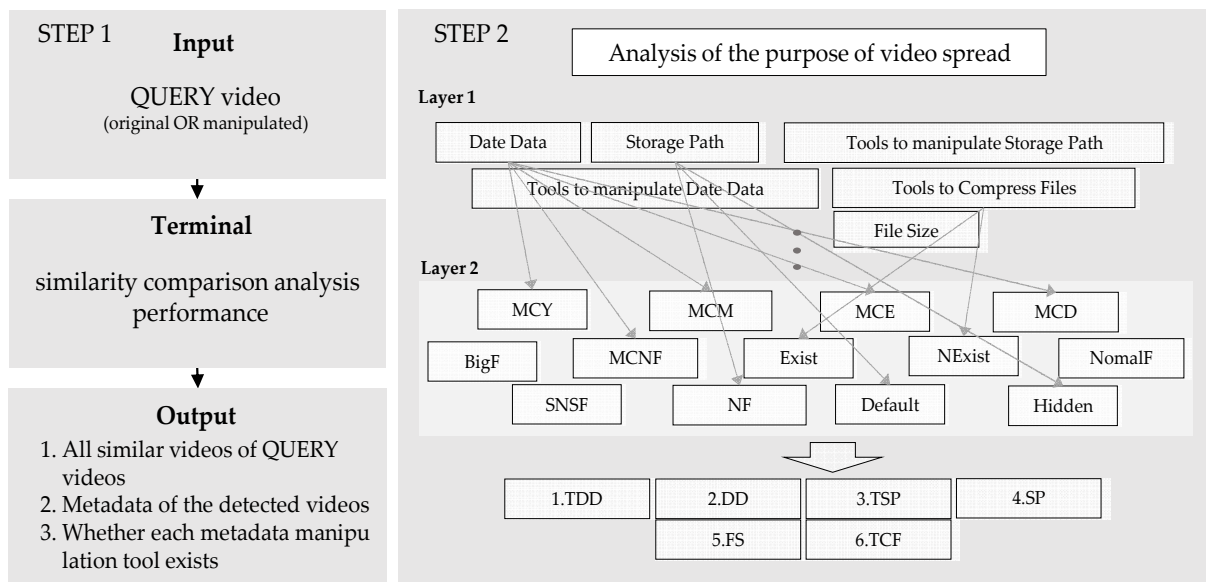 STEP 1
Input
QUERY video
(original OR manipulated)
Terminal
similarity comparison analysis
performance
Output
1. All similar videos of QUERY
videos
2. Metadata of the detected videos
3. Whether each metadata manipu
lation tool exists
STEP 2
Analysis of the purpose of video spread
Layer 1
Date Data
Storage Path
Tools to manipulate Storage Path
Tools to manipulate Date Data
Tools to Compress Files
File Size
Layer 2
MCY
MCM
MCE
MCD
BigF
MCNF
Exist
NExist
NomalF
SNSF
NF
Default
Hidden
1.TDD
2.DD
3.TSP
4.SP
5.FS
6.TCF